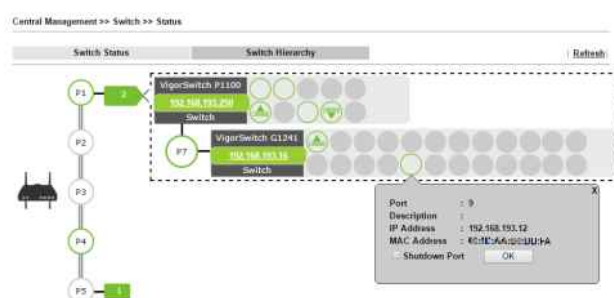 Central Management >> Switch >> Status
Switch Status
Switch Hierarchy
Refresh
P1
2
VigorSwitch P1100
192.168.193.250
Switch
P2
P7
VigorSwitch G1241
192.168.193.16
Switch
P3
X
Port : 9
Description :
IP Address : 192.168.193.12
MAC Address :
Shutdown Port
OK
P4
P5
1